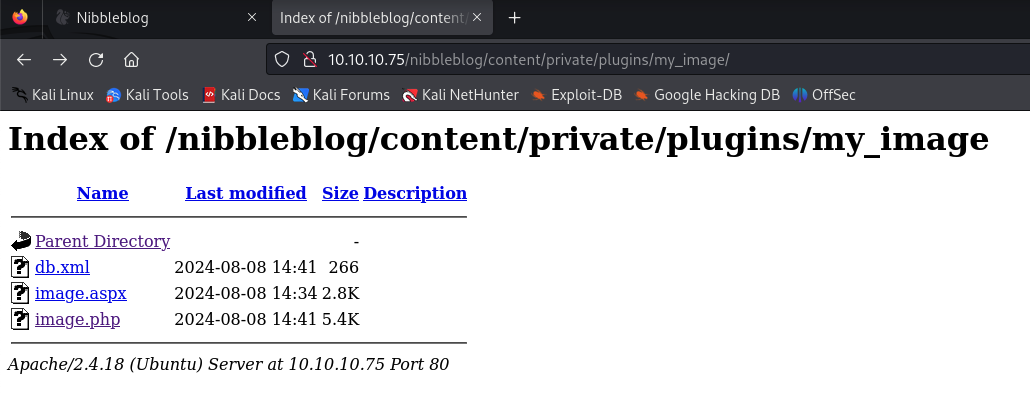 Nibbleblog
Index of /nibbleblog/content/
10.10.10.75/nibbleblog/content/private/plugins/my_image/
Kali Linux Kali Tools Kali Docs Kali Forums Kali NetHunter Exploit-DB Google Hacking DB OffSec
Index of /nibbleblog/content/private/plugins/my_image
Name Last modified Size Description
Parent Directory -
db.xml 2024-08-08 14:41 266
image.aspx 2024-08-08 14:34 2.8K
image.php 2024-08-08 14:41 5.4K
Apache/2.4.18 (Ubuntu) Server at 10.10.10.75 Port 80